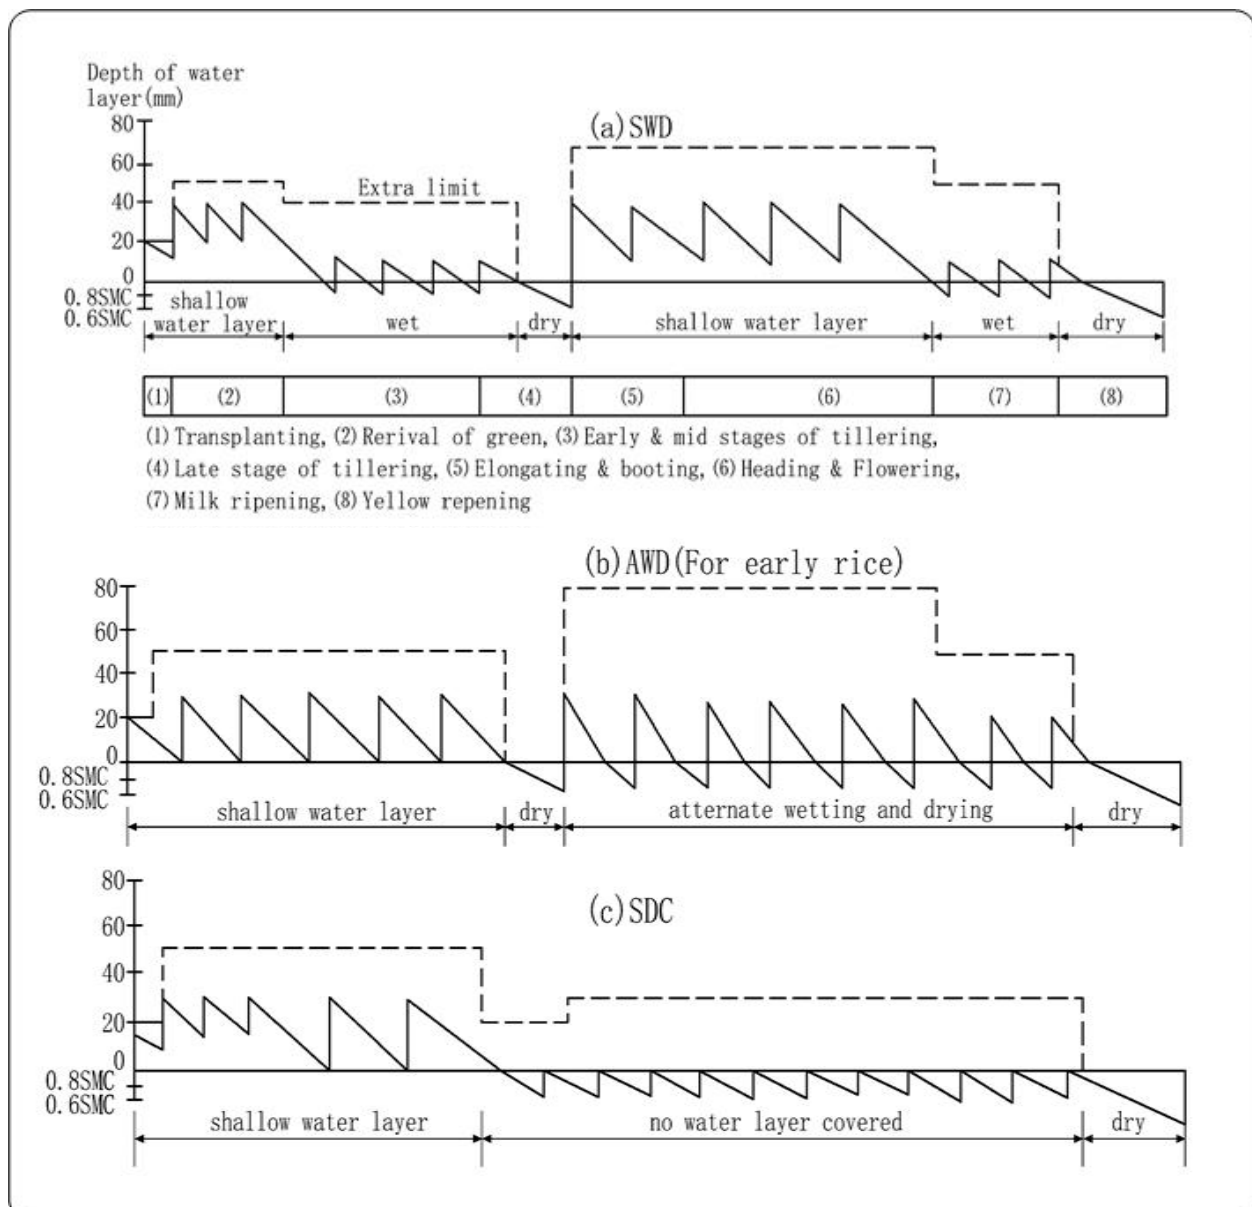 Depth of water
layer(mm)
(a)SWD
80
60
Extra limit
40
20
0
0.8SMC
0.6SMC
shallow
water layer
wet
dry
shallow water layer
wet
dry
(1)
(2)
(3)
(4)
(5)
(6)
(7)
(8)
(1)Transplanting,(2)Rerival of green,(3)Early & mid stages of tillering,
(4)Late stage of tillering,(5)Elongating & booting,(6)Heading & Flowering,
(7)Milk ripening,(8)Yellow repening
(b)AWD(For early rice)
80
60
40
20
0
0.8SMC
0.6SMC
shallow water layer
dry
alternate wetting and drying
dry
(c)SDC
80
60
40
20
0
0.8SMC
0.6SMC
shallow water layer
no water layer covered
dry